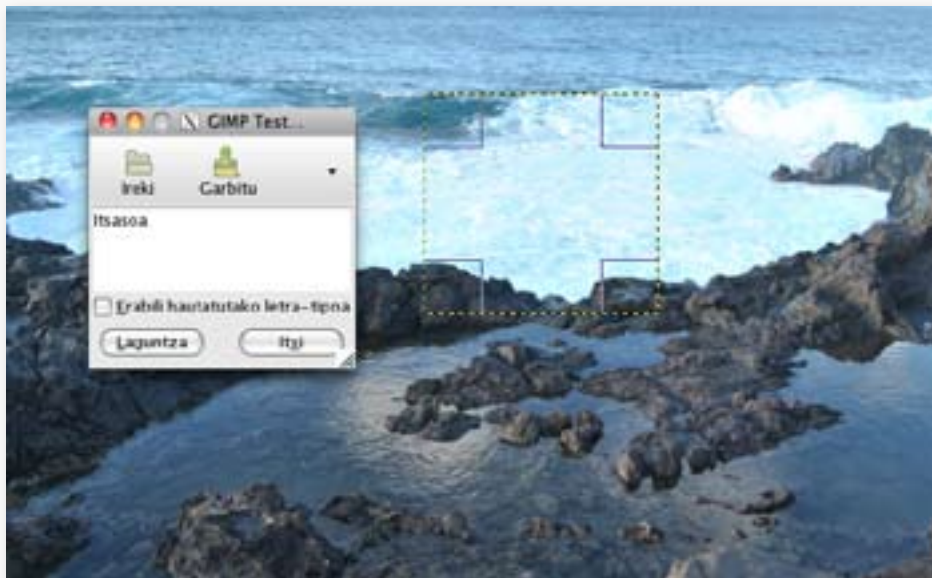 GIMP Test...
Ireki Garbitu
Itsasoa
Erabili hautatutako letra-tipoa
Laguntza Itxi